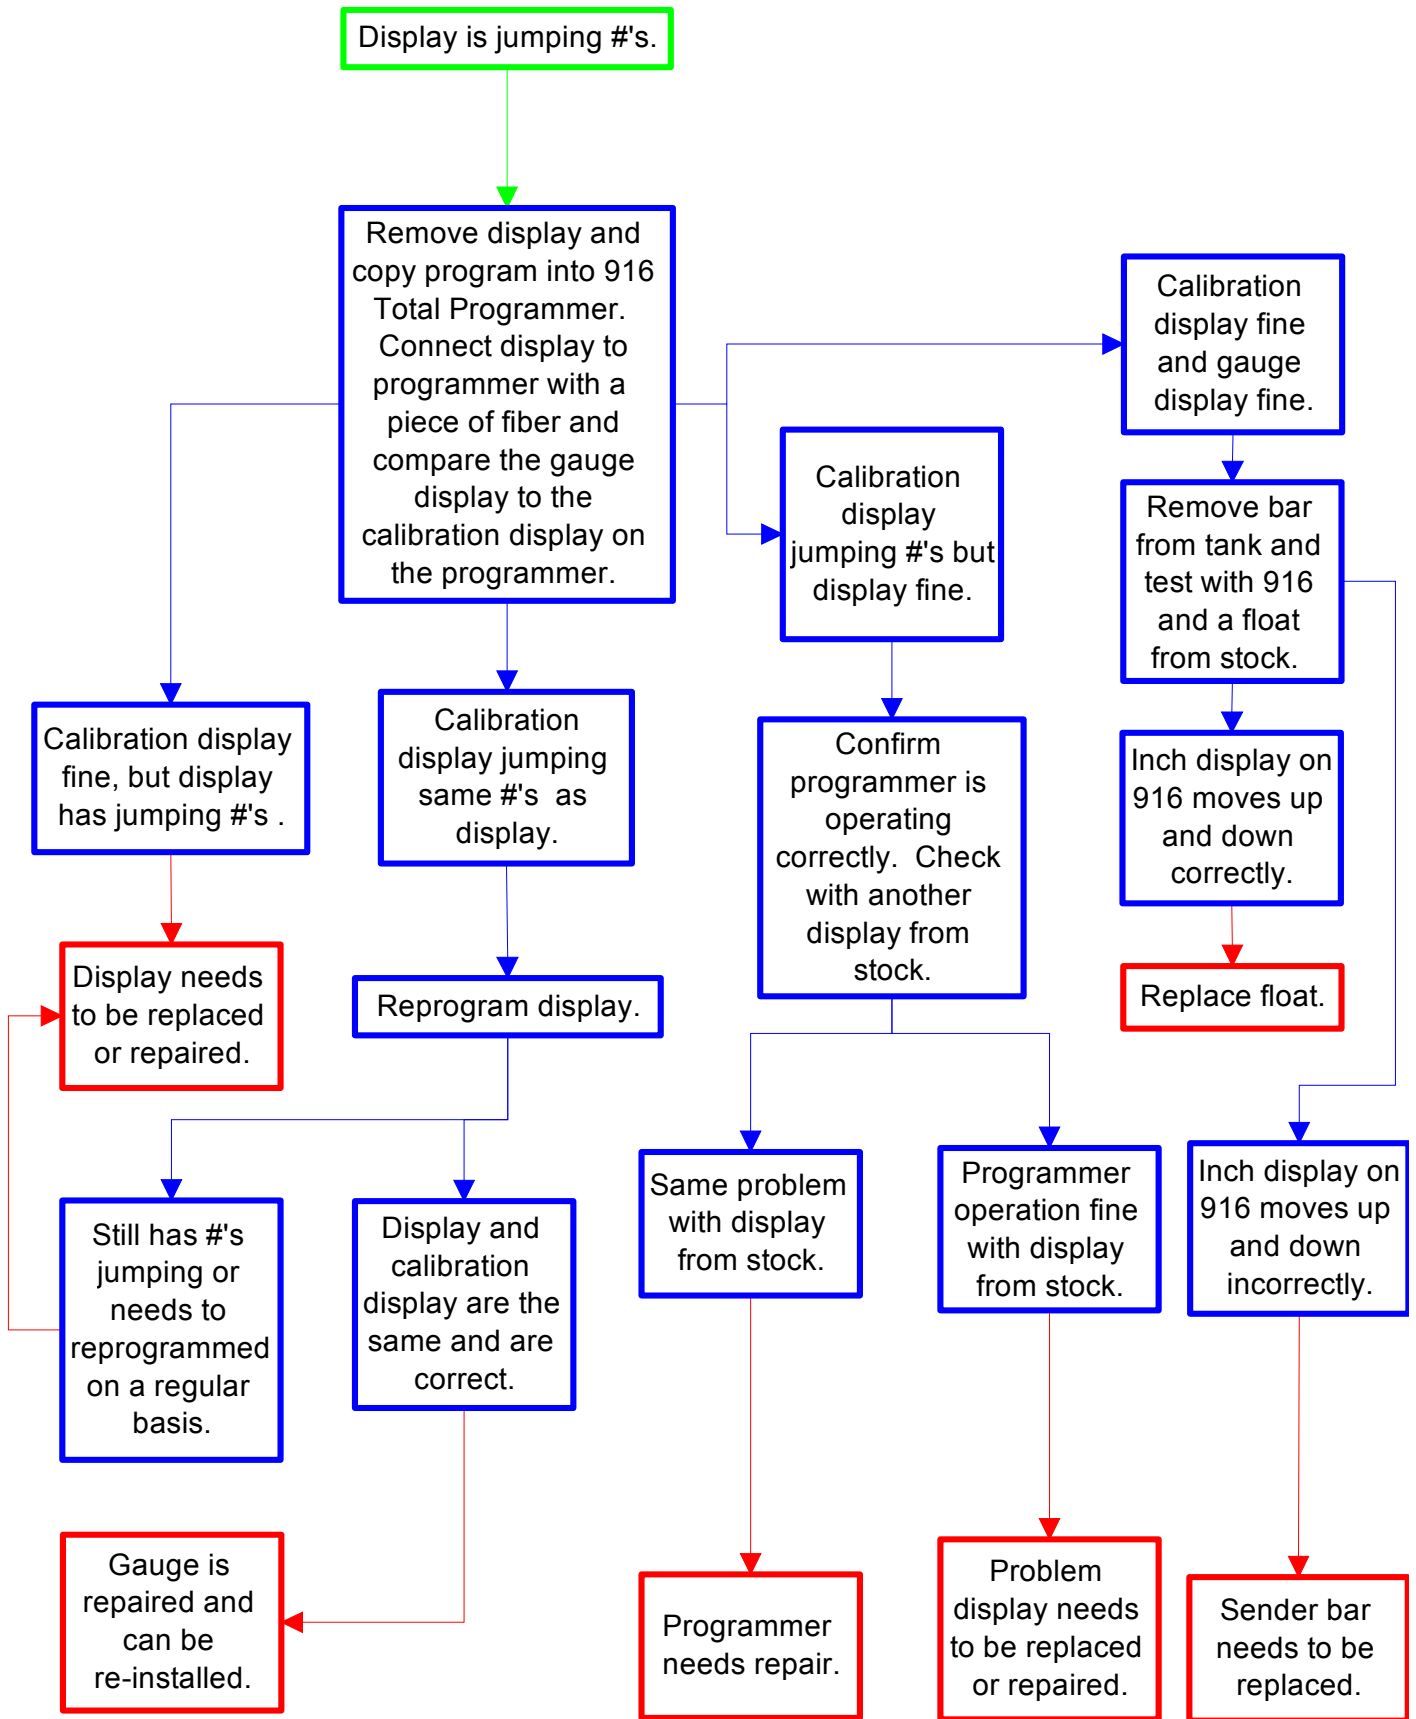 Display is jumping #'s.
Remove display and
copy program into 916
Total Programmer.
Connect display to
programmer with a
piece of fiber and
compare the gauge
display to the
calibration display on
the programmer.
Calibration
display fine
and gauge
display fine.
Calibration
display
jumping #'s but
display fine.
Remove bar
from tank and
test with 916
and a float
from stock.
Calibration display
fine, but display
has jumping #'s .
Calibration
display jumping
same #'s  as
display.
Confirm
programmer is
operating
correctly.  Check
with another
display from
stock.
Inch display on
916 moves up
and down
correctly.
Display needs
to be replaced
or repaired.
Reprogram display.
Replace float.
Still has #'s
jumping or
needs to
reprogrammed
on a regular
basis.
Display and
calibration
display are the
same and are
correct.
Same problem
with display
from stock.
Programmer
operation fine
with display
from stock.
Inch display on
916 moves up
and down
incorrectly.
Gauge is
repaired and
can be
re-installed.
Programmer
needs repair.
Problem
display needs
to be replaced
or repaired.
Sender bar
needs to be
replaced.